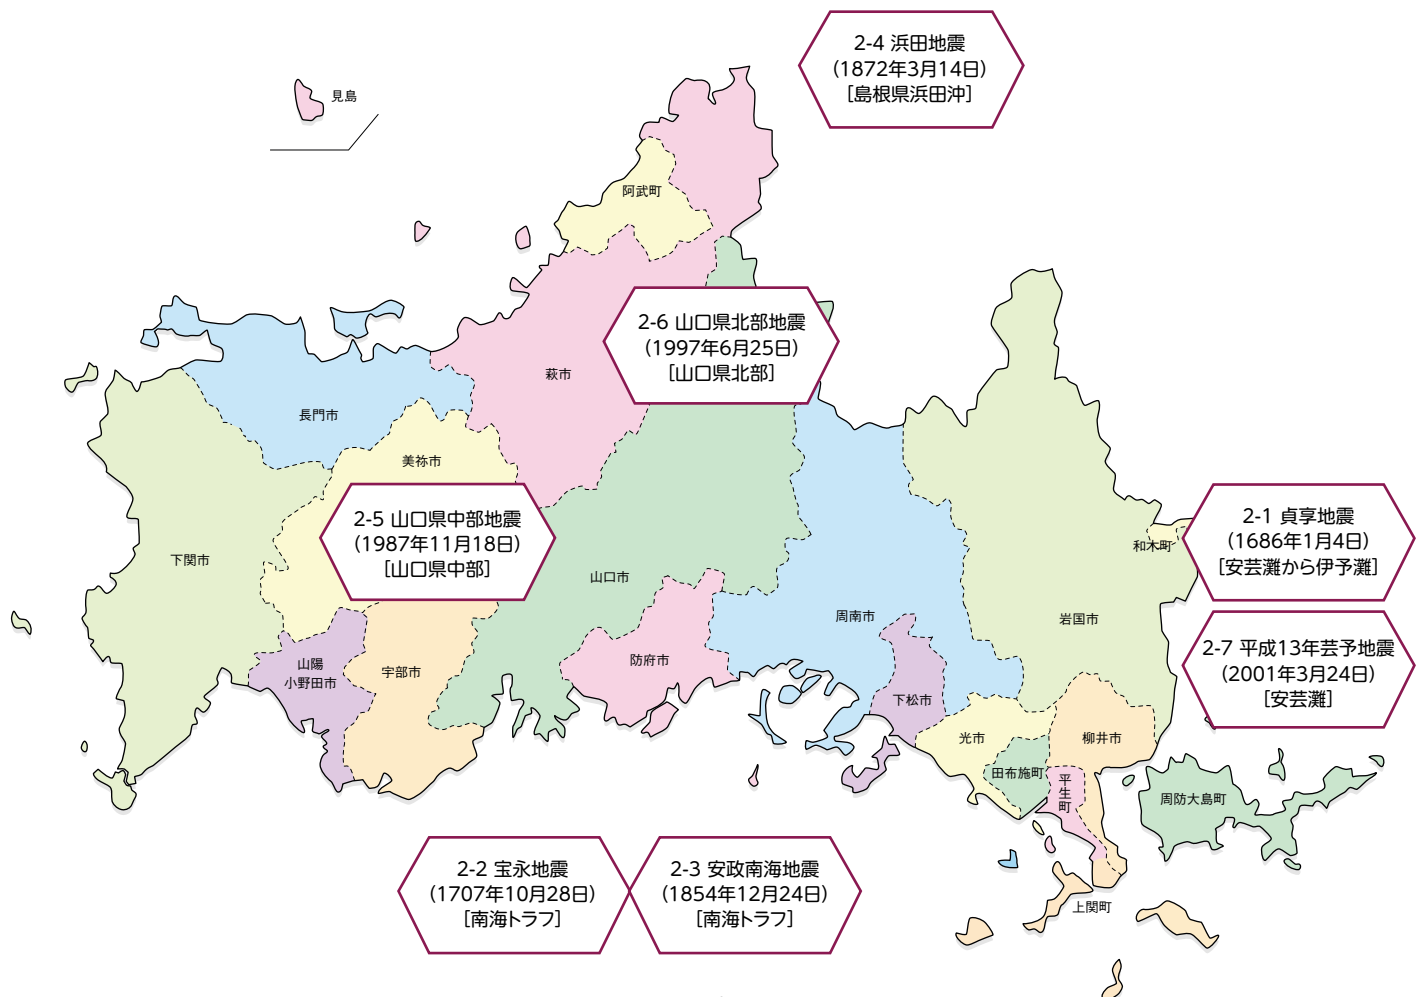 2-4 浜田地震
(1872年3月14日)
[島根県浜田沖]
見島
阿武町
2-6 山口県北部地震
(1997年6月25日)
[山口県北部]
萩市
長門市
美祢市
2-5 山口県中部地震
(1987年11月18日)
[山口県中部]
2-1 貞享地震
(1686年1月4日)
[安芸灘から伊予灘]
和木町
下関市
山口市
周南市
岩国市
2-7 平成13年芸予地震
(2001年3月24日)
[安芸灘]
山陽
小野田市
宇部市
防府市
下松市
光市
柳井市
田布施町
平生町
周防大島町
2-2 宝永地震
(1707年10月28日)
[南海トラフ]
2-3 安政南海地震
(1854年12月24日)
[南海トラフ]
上関町